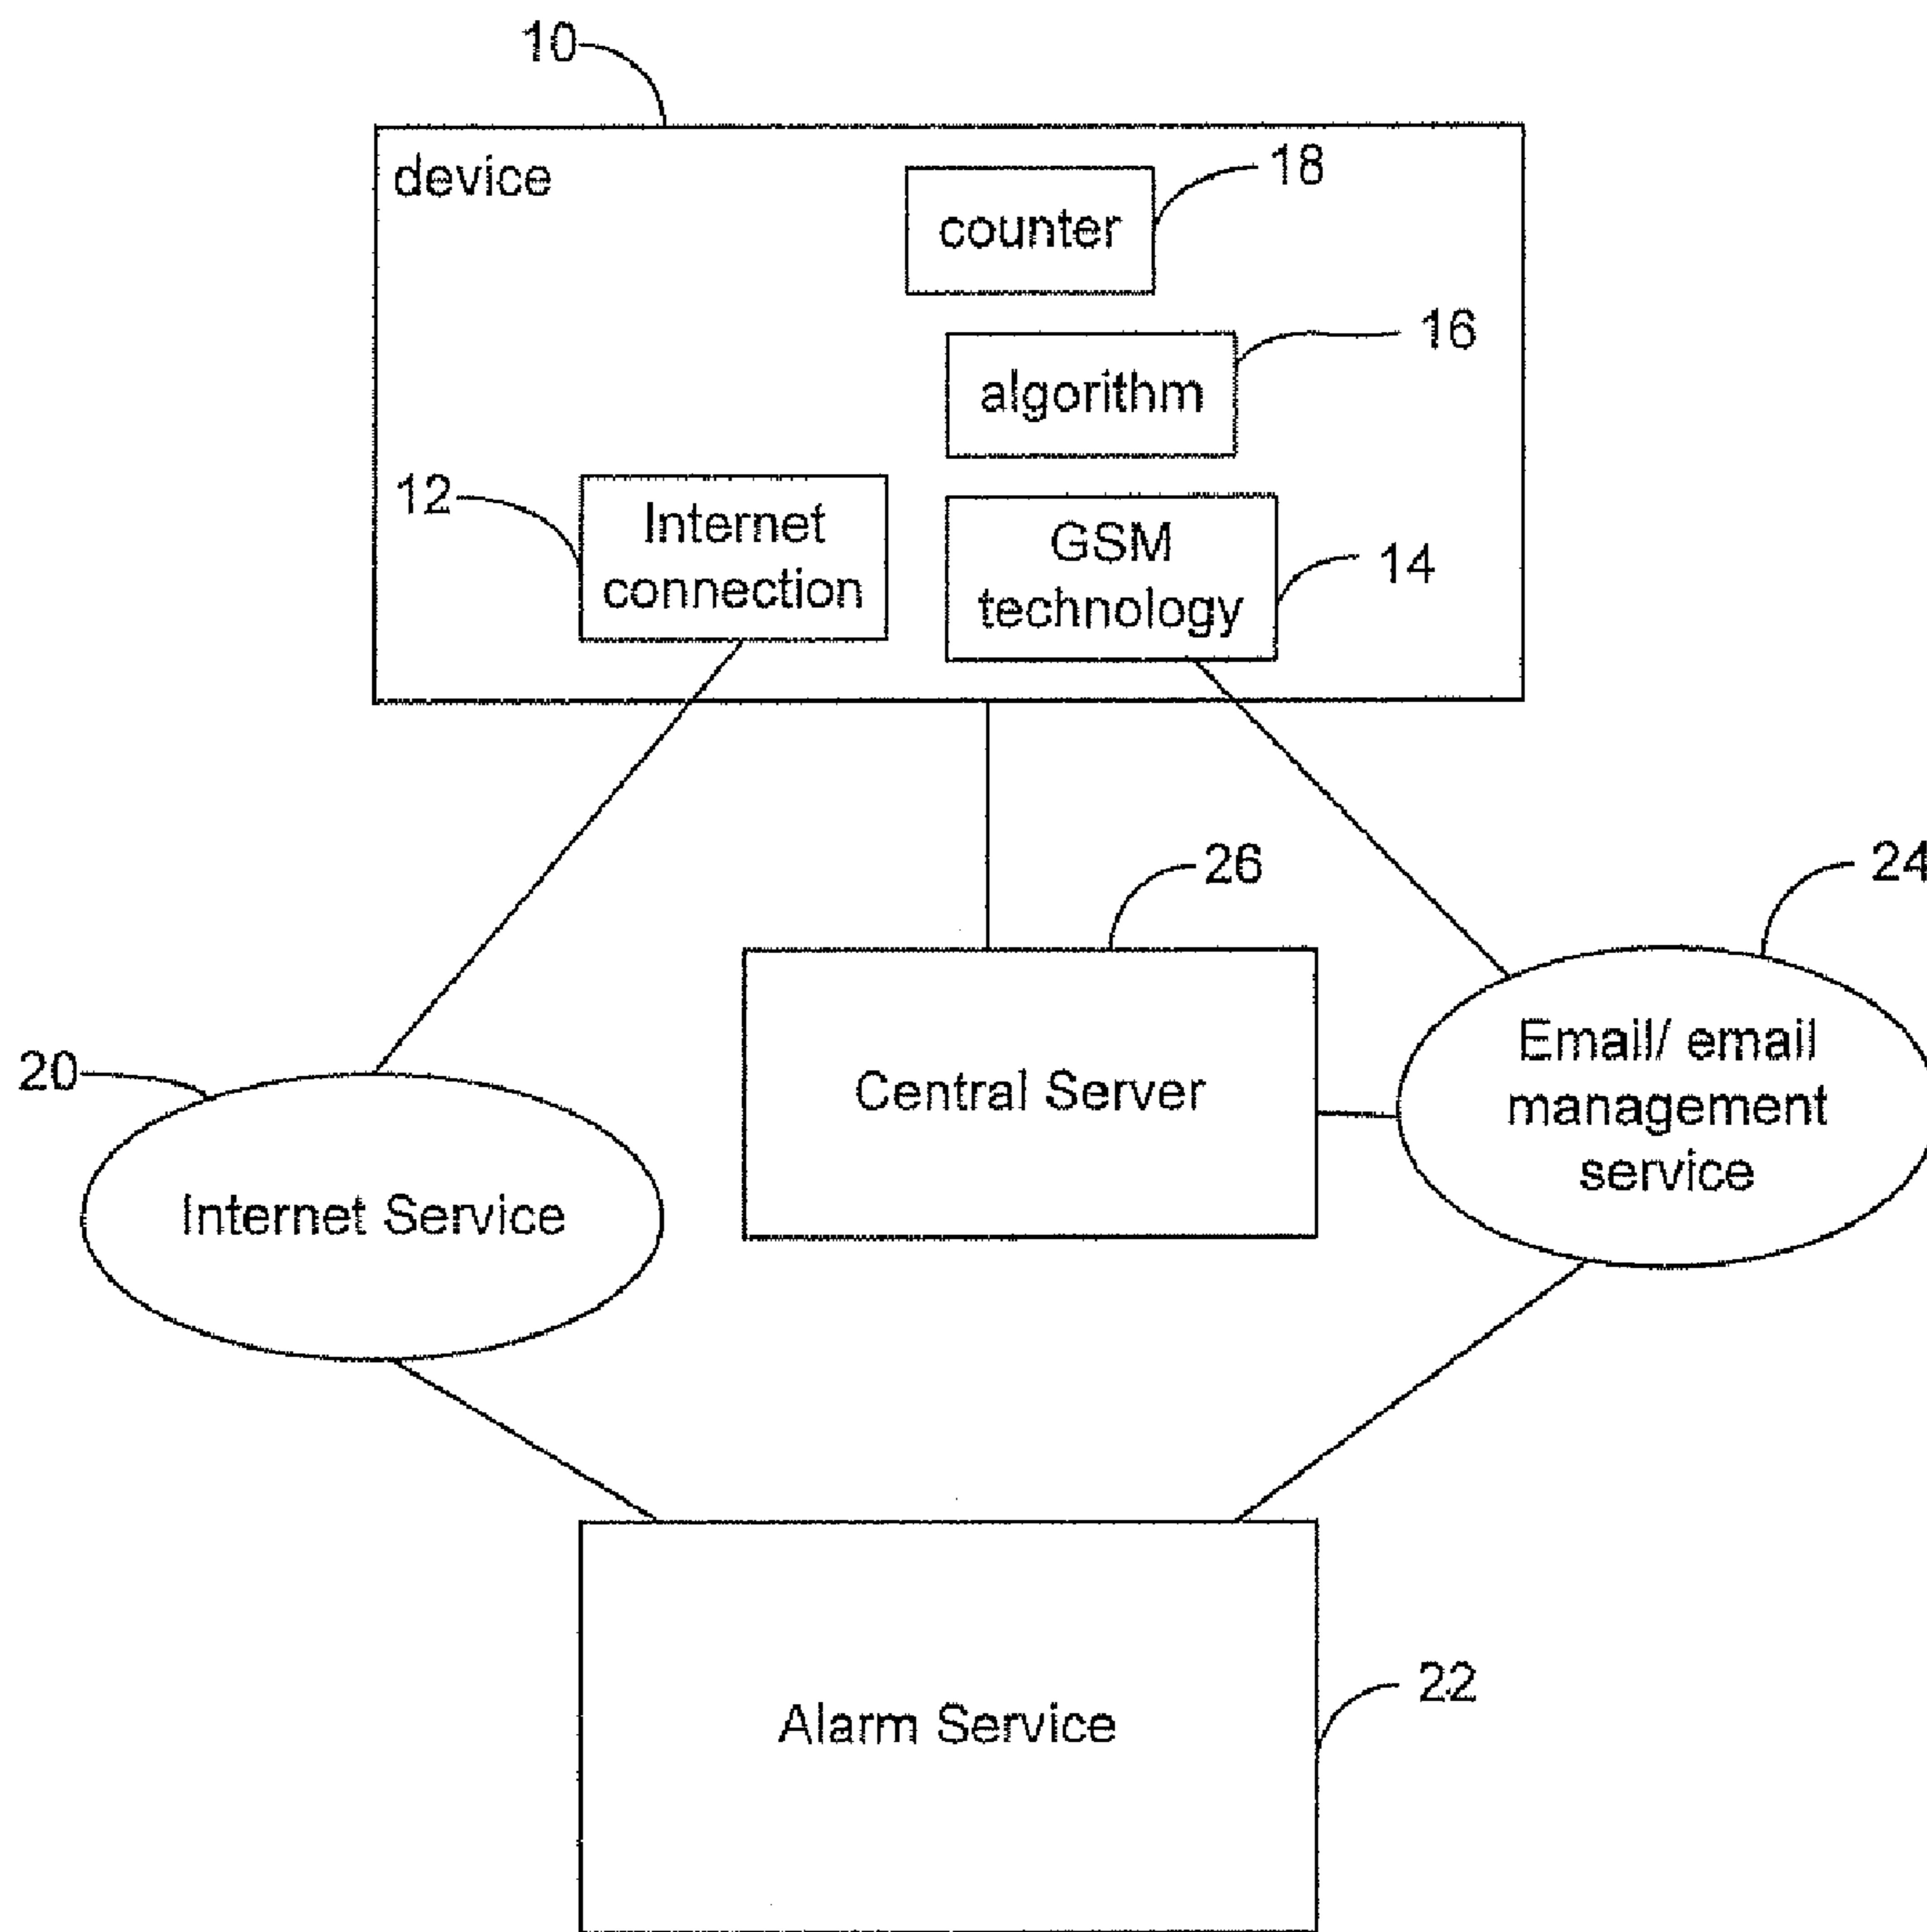 10
device
18
counter
16
algorithm
12
Internet
connection
GSM
technology
14
26
24
Email/ email
management
service
Central Server
20
Internet Service
22
Alarm Service